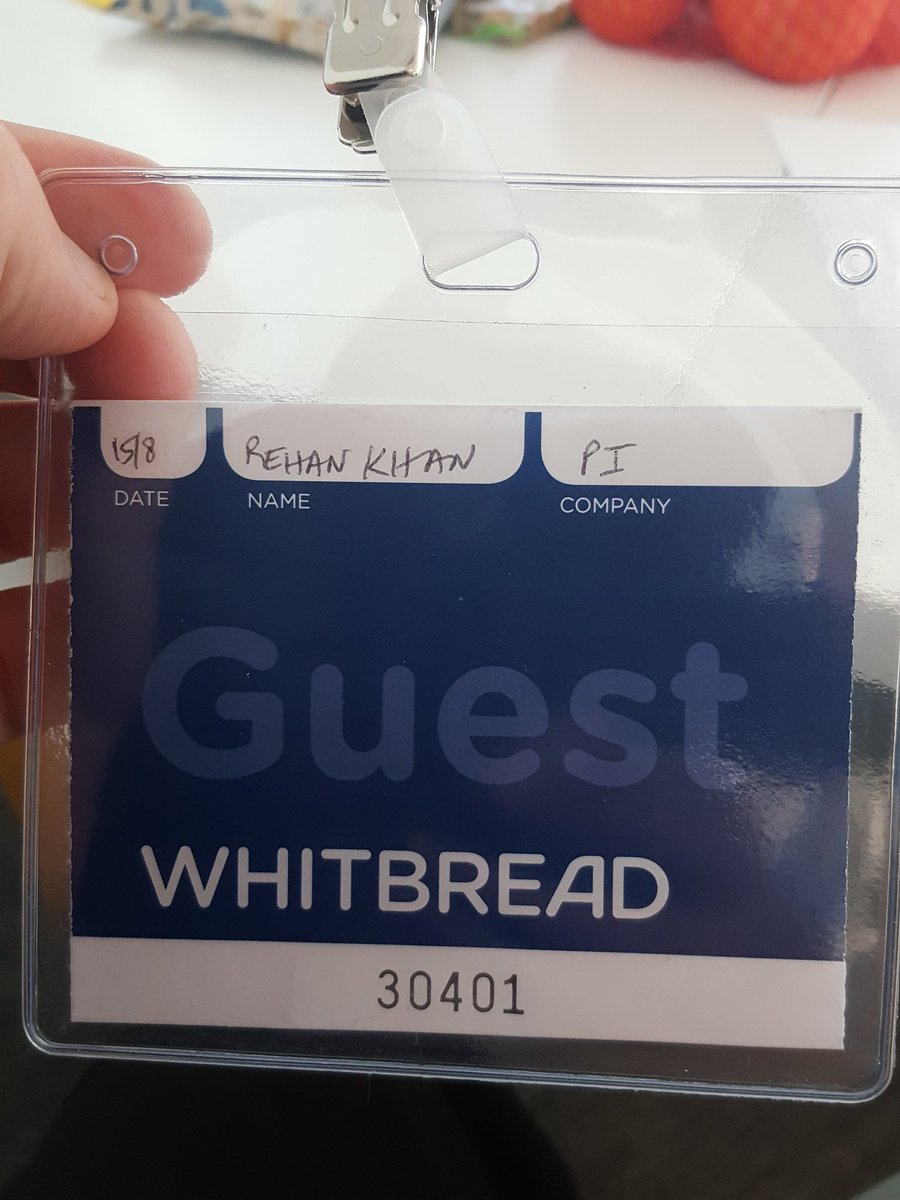 15/8 REHAN KHAN PI
DATE NAME COMPANY
Guest
WHITBREAD
30401